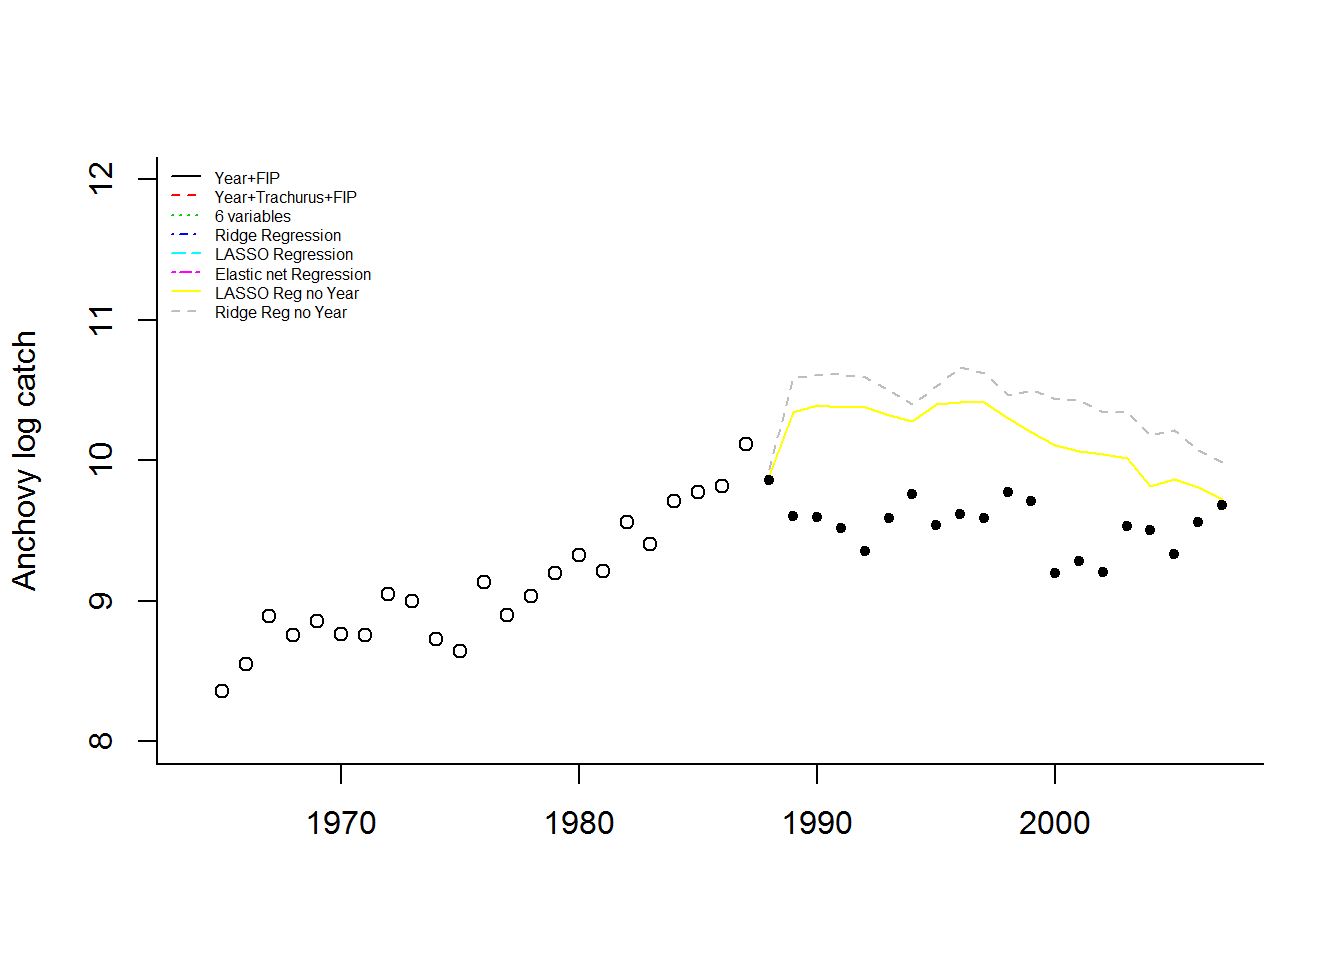 Year+FIP
Year+Trachurus+FIP
6 variables
Ridge Regression
LASSO Regression
Elastic net Regression
LASSO Reg no Year
Ridge Reg no Year
Anchovy log catch
12
11
10
9
8
1970 1980 1990 2000